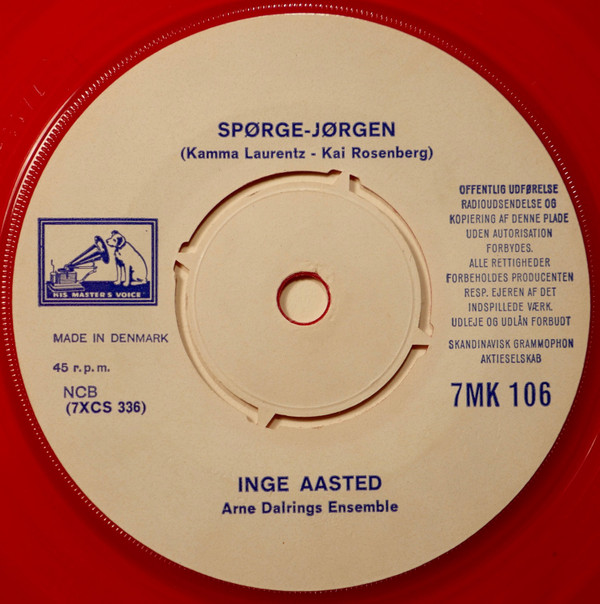 SPØRGE-JØRGEN
(Kamma Laurentz - Kai Rosenberg)
HIS MASTER'S VOICE
MADE IN DENMARK
45 r.p.m.
NCB
(7XCS 336)
OFFENTLIG UDFØRELSE
RADIOUDSENDELSE OG
KOPIERING AF DENNE PLADE
UDEN AUTORISATION
FORBYDES.
ALLE RETTIGHEDER
FORBEHOLDES PRODUCENTEN
RESP. EJEREN AF DET
INDSPILLEDE VÆRK.
UDLEJE OG UDLÅN FORBUDT
SKANDINAVISK GRAMMOPHON
AKTIESELSKAB
7MK 106
INGE AASTED
Arne Dalrings Ensemble